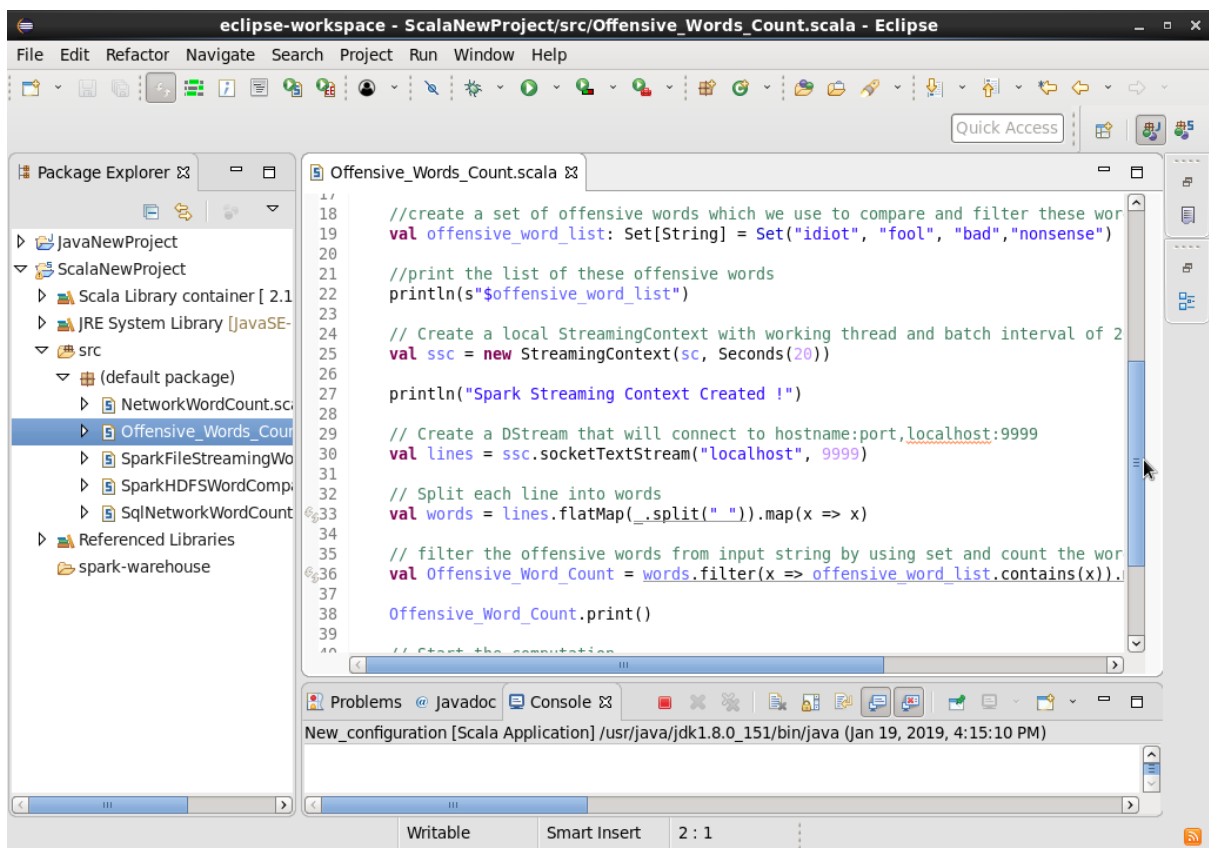 eclipse-workspace - ScalaNewProject/src/Offensive_Words_Count.scala - Eclipse
File Edit Refactor Navigate Search Project Run Window Help
Quick Access
Package Explorer
JavaNewProject
ScalaNewProject
Scala Library container [ 2.1
JRE System Library [JavaSE-
src
(default package)
NetworkWordCount.sca
Offensive_Words_Cour
SparkFileStreamingWo
SparkHDFSWordCompa
SqlNetworkWordCount
Referenced Libraries
spark-warehouse
Offensive_Words_Count.scala
17
18 //create a set of offensive words which we use to compare and filter these wor
19 val offensive_word_list: Set[String] = Set("idiot", "fool", "bad","nonsense")
20
21 //print the list of these offensive words
22 println(s"$offensive_word_list")
23
24 // Create a local StreamingContext with working thread and batch interval of 2
25 val ssc = new StreamingContext(sc, Seconds(20))
26
27 println("Spark Streaming Context Created !")
28
29 // Create a DStream that will connect to hostname:port,localhost:9999
30 val lines = ssc.socketTextStream("localhost", 9999)
31
32 // Split each line into words
33 val words = lines.flatMap(_.split(" ")).map(x => x)
34
35 // filter the offensive words from input string by using set and count the wor
36 val Offensive_Word_Count = words.filter(x => offensive_word_list.contains(x)).
37
38 Offensive_Word_Count.print()
39
40 // Start the computation
Problems Javadoc Console
New_configuration [Scala Application] /usr/java/jdk1.8.0_151/bin/java (Jan 19, 2019, 4:15:10 PM)
Writable Smart Insert 2 : 1